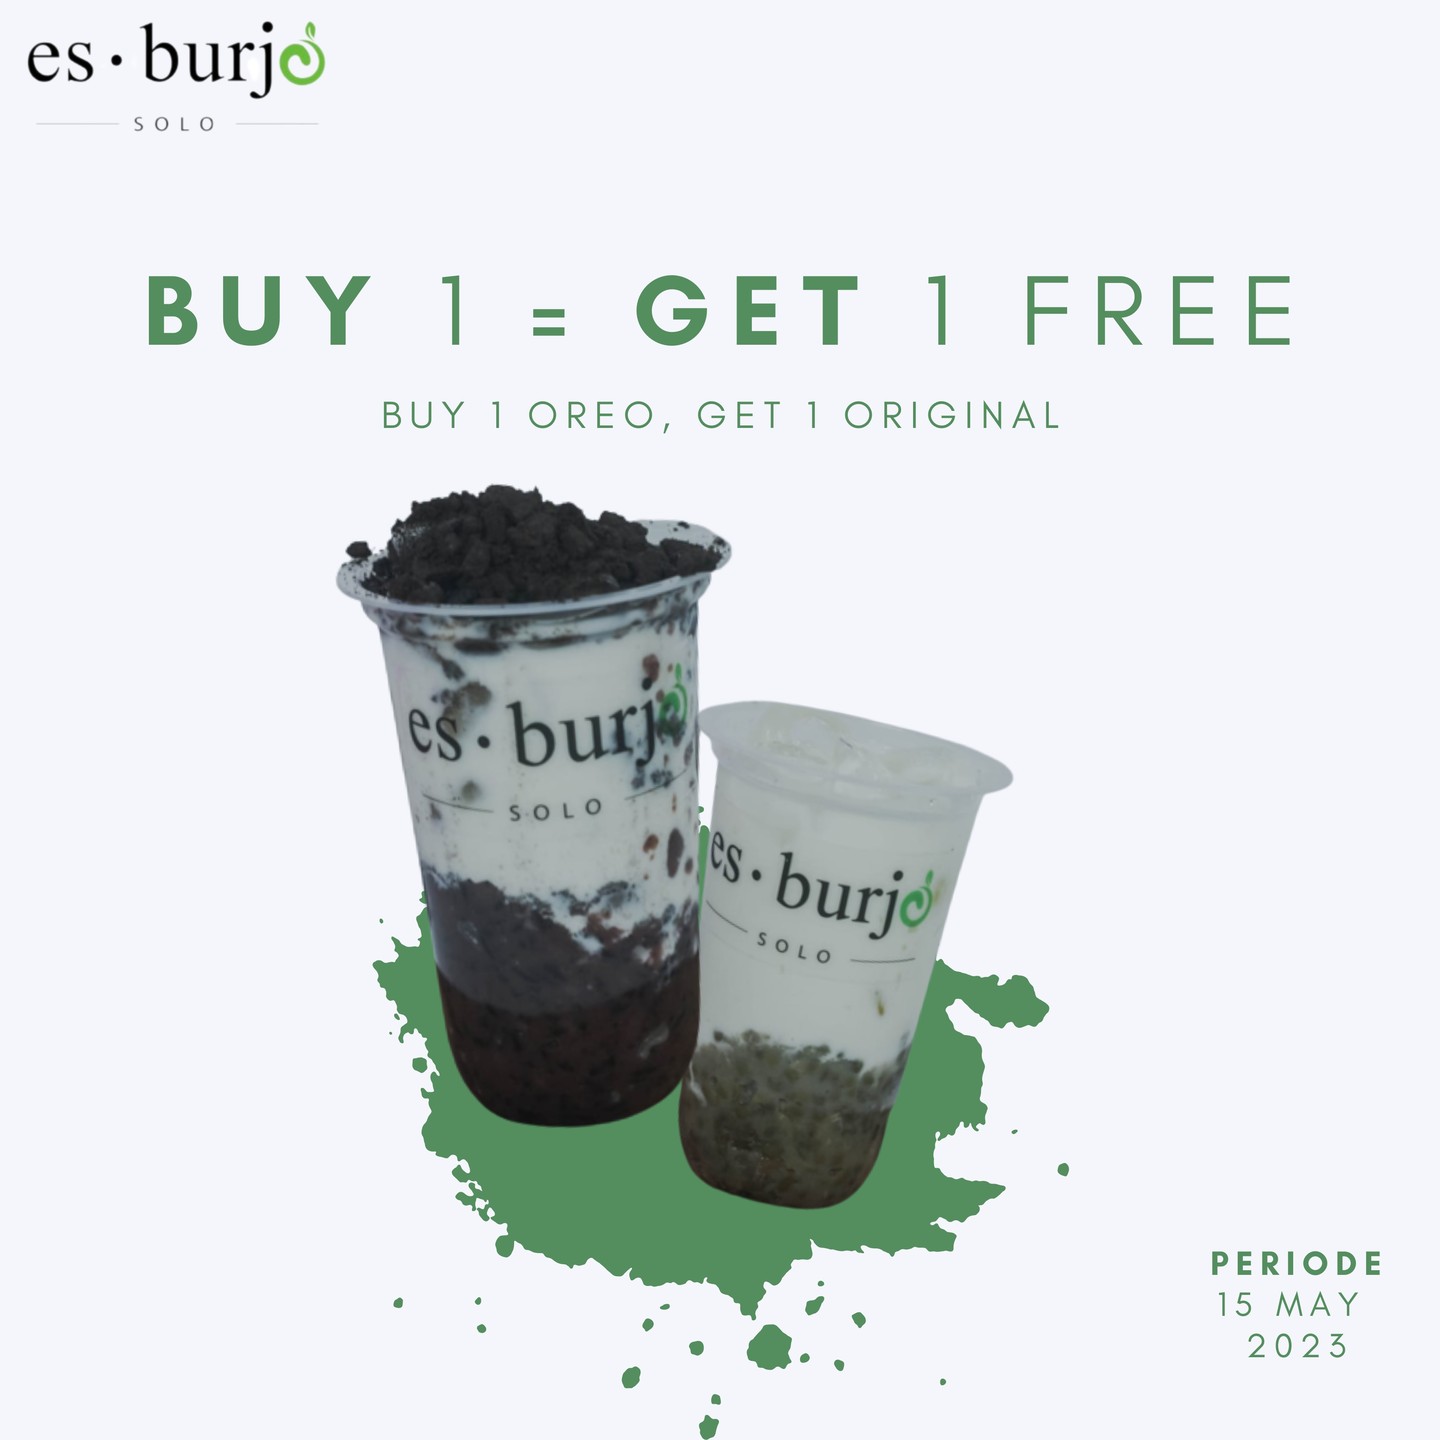 es·burjo
SOLO
BUY 1 = GET 1 FREE
BUY 1 OREO, GET 1 ORIGINAL
es·burjo
SOLO
es·burjo
SOLO
PERIODE
15 MAY
2023